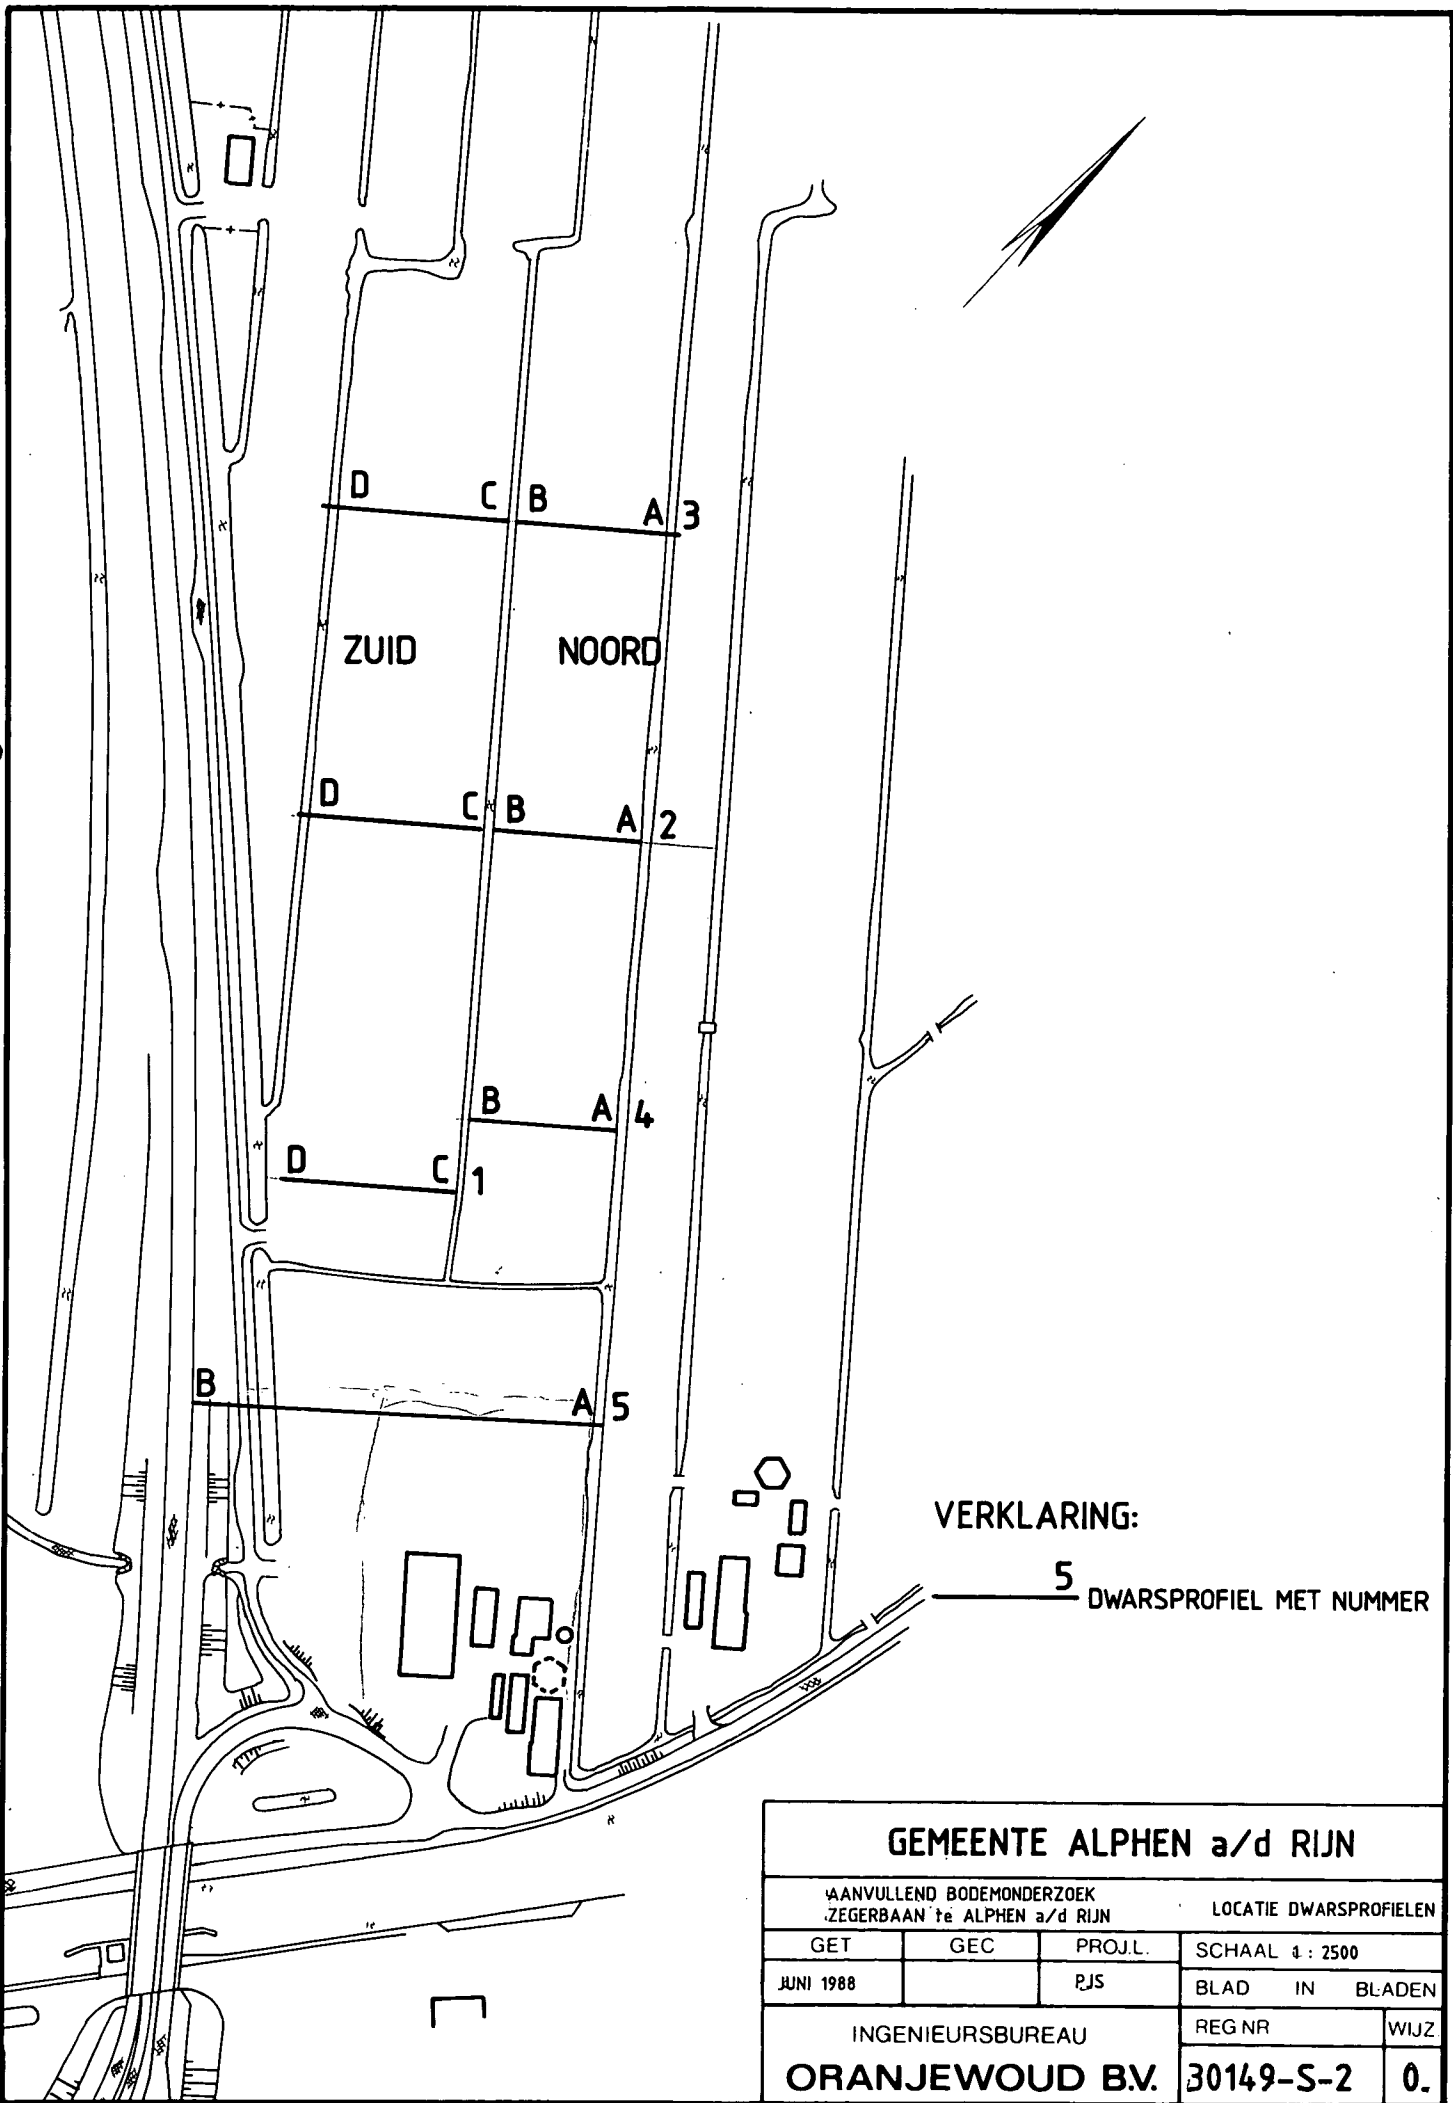 D C B A 3
ZUID NOORD
D C B A 2
B A 4
D C 1
B A 5
VERKLARING:
5
DWARSPROFIEL MET NUMMER
GEMEENTE ALPHEN a/d RIJN
AANVULLEND BODEMONDERZOEK
ZEGERBAAN te ALPHEN a/d RIJN
LOCATIE DWARSPROFIELEN
GET GEC PROJ.L. SCHAAL 1 : 2500
JUNI 1988 PJS BLAD IN BLADEN
INGENIEURSBUREAU
ORANJEWOUD B.V.
REG NR WIJZ
30149-S-2 0.